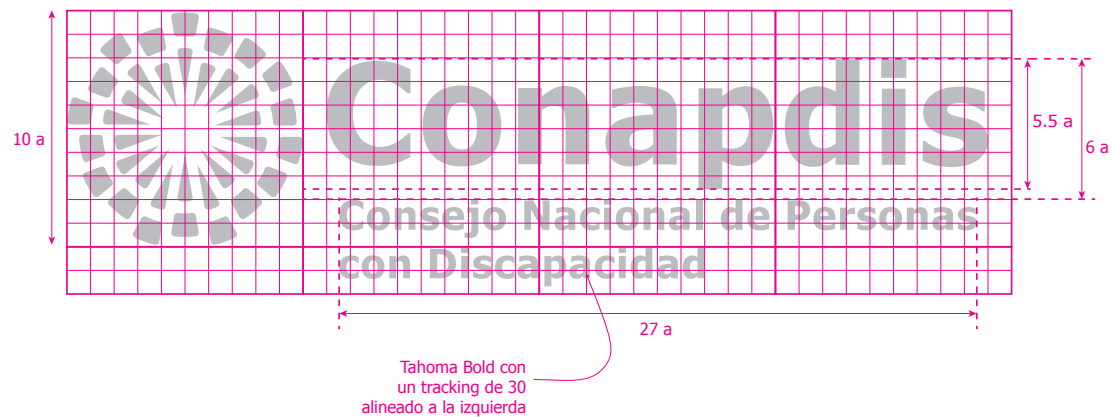 10 a
Conapdis
5.5 a
6 a
Consejo Nacional de Personas
con Discapacidad
27 a
Tahoma Bold con
un tracking de 30
alineado a la izquierda